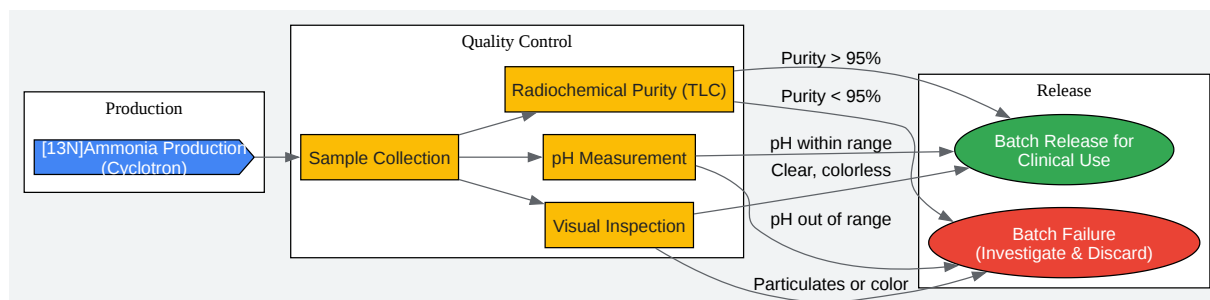 Production
[13N]Ammonia Production
(Cyclotron)
Quality Control
Sample Collection
Radiochemical Purity (TLC)
pH Measurement
Visual Inspection
Purity > 95%
Purity < 95%
pH within range
Clear, colorless
pH out of range
Particulates or color
Release
Batch Release for
Clinical Use
Batch Failure
(Investigate & Discard)